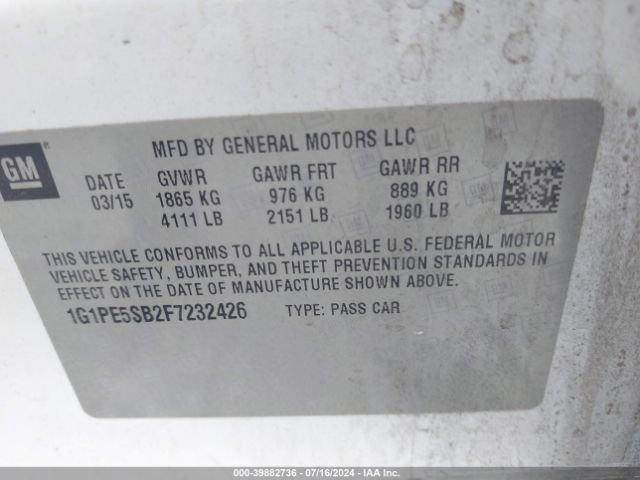 MFD BY GENERAL MOTORS LLC
GM
DATE GVWR GAWR FRT GAWR RR
03/15 1865 KG 976 KG 889 KG
4111 LB 2151 LB 1960 LB
THIS VEHICLE CONFORMS TO ALL APPLICABLE U.S. FEDERAL MOTOR
VEHICLE SAFETY, BUMPER, AND THEFT PREVENTION STANDARDS IN
EFFECT ON THE DATE OF MANUFACTURE SHOWN ABOVE.
1G1PE5SB2F7232426 TYPE: PASS CAR
000-39882736 - 07/16/2024 - IAA Inc.